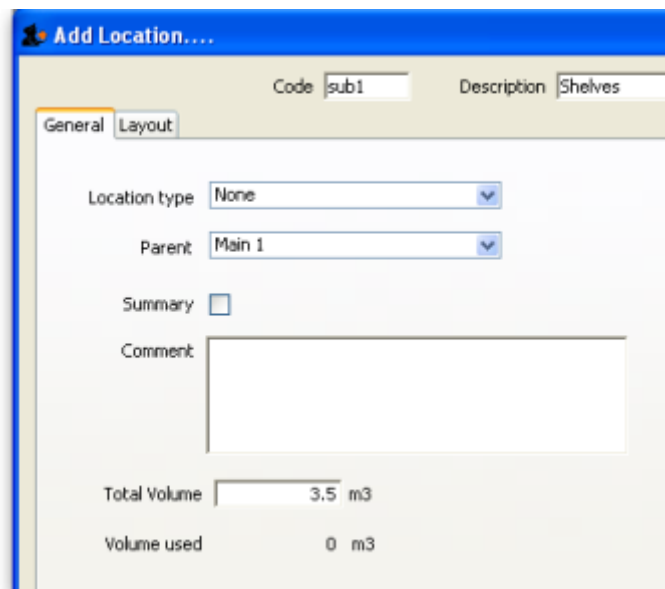 Add Location....
Code sub1 Description Shelves
General Layout
Location type None
Parent Main 1
Summary
Comment
Total Volume 3.5 m3
Volume used 0 m3